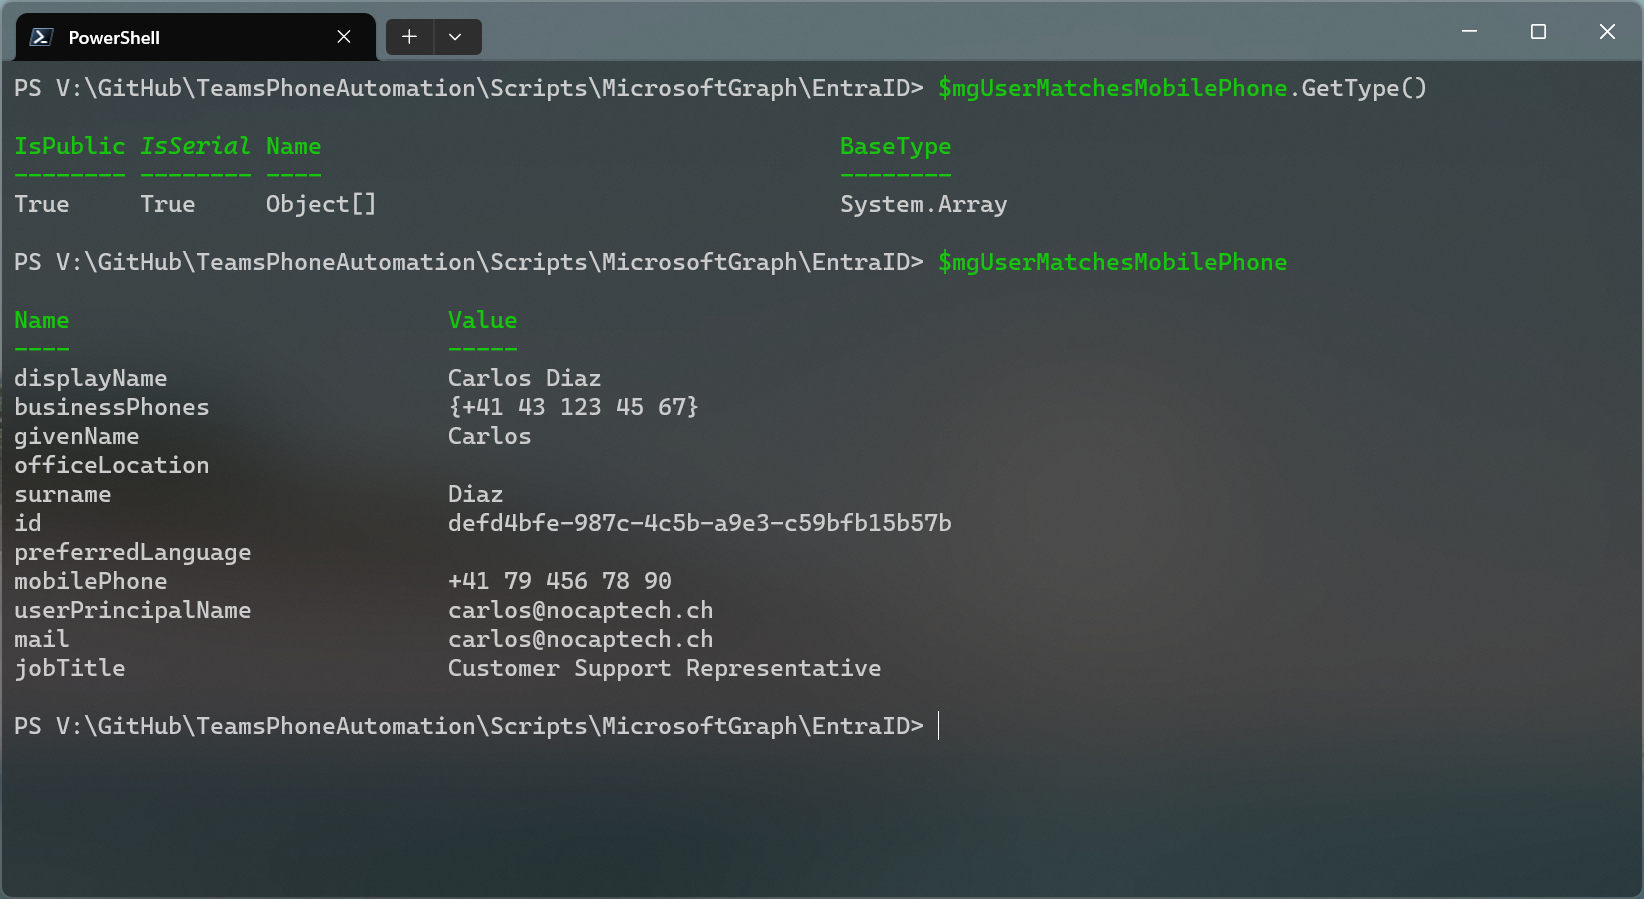 PowerShell
PS V:\GitHub\TeamsPhoneAutomation\Scripts\MicrosoftGraph\EntraID> $mgUserMatchesMobilePhone.GetType()
IsPublic IsSerial Name                                     BaseType
-------- -------- ----                                     --------
True     True     Object[]                                 System.Array
PS V:\GitHub\TeamsPhoneAutomation\Scripts\MicrosoftGraph\EntraID> $mgUserMatchesMobilePhone
Name                           Value
----                           -----
displayName                    Carlos Diaz
businessPhones                 {+41 43 123 45 67}
givenName                      Carlos
officeLocation
surname                        Diaz
id                             defd4bfe-987c-4c5b-a9e3-c59bfb15b57b
preferredLanguage
mobilePhone                    +41 79 456 78 90
userPrincipalName              carlos@nocaptech.ch
mail                           carlos@nocaptech.ch
jobTitle                       Customer Support Representative
PS V:\GitHub\TeamsPhoneAutomation\Scripts\MicrosoftGraph\EntraID>